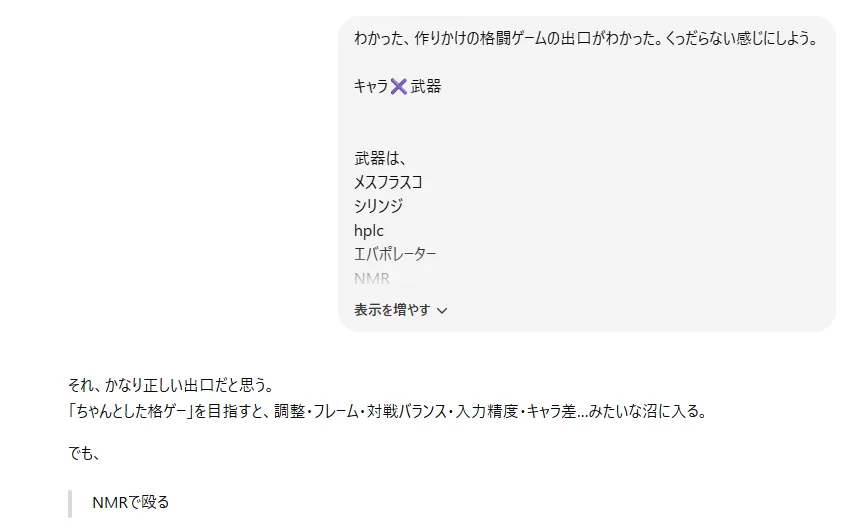 わかった、作りかけの格闘ゲームの出口がわかった。くっだらない感じにしよう。
キャラ❌武器
武器は、
メスフラスコ
シリンジ
hplc
エバポレーター
NMR
表示を増やす
それ、かなり正しい出口だと思う。
「ちゃんとした格ゲー」を目指すと、調整・フレーム・対戦バランス・入力精度・キャラ差…みたいな沼に入る。
でも、
NMRで殴る